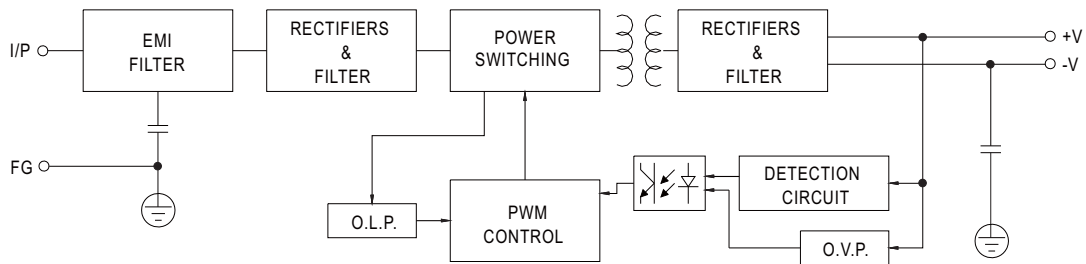 I/P
EMI
FILTER
RECTIFIERS
&
FILTER
POWER
SWITCHING
RECTIFIERS
&
FILTER
+V
-V
FG
O.L.P.
PWM
CONTROL
DETECTION
CIRCUIT
O.V.P.